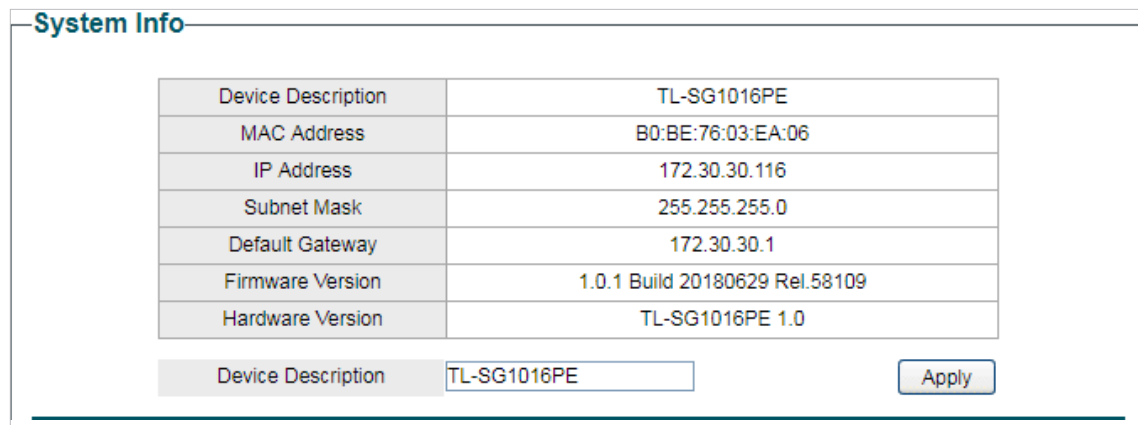 System Info
Device Description TL-SG1016PE
MAC Address B0:BE:76:03:EA:06
IP Address 172.30.30.116
Subnet Mask 255.255.255.0
Default Gateway 172.30.30.1
Firmware Version 1.0.1 Build 20180629 Rel.58109
Hardware Version TL-SG1016PE 1.0
Device Description TL-SG1016PE Apply